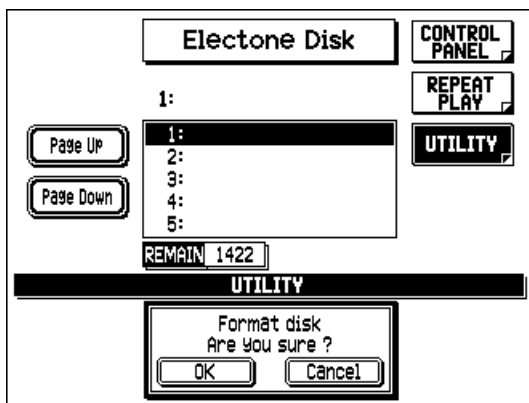 Electone Disk
CONTROL
PANEL
1:
REPEAT
PLAY
Page Up
Page Down
1:
2:
3:
4:
5:
UTILITY
REMAIN 1422
UTILITY
Format disk
Are you sure ?
OK Cancel